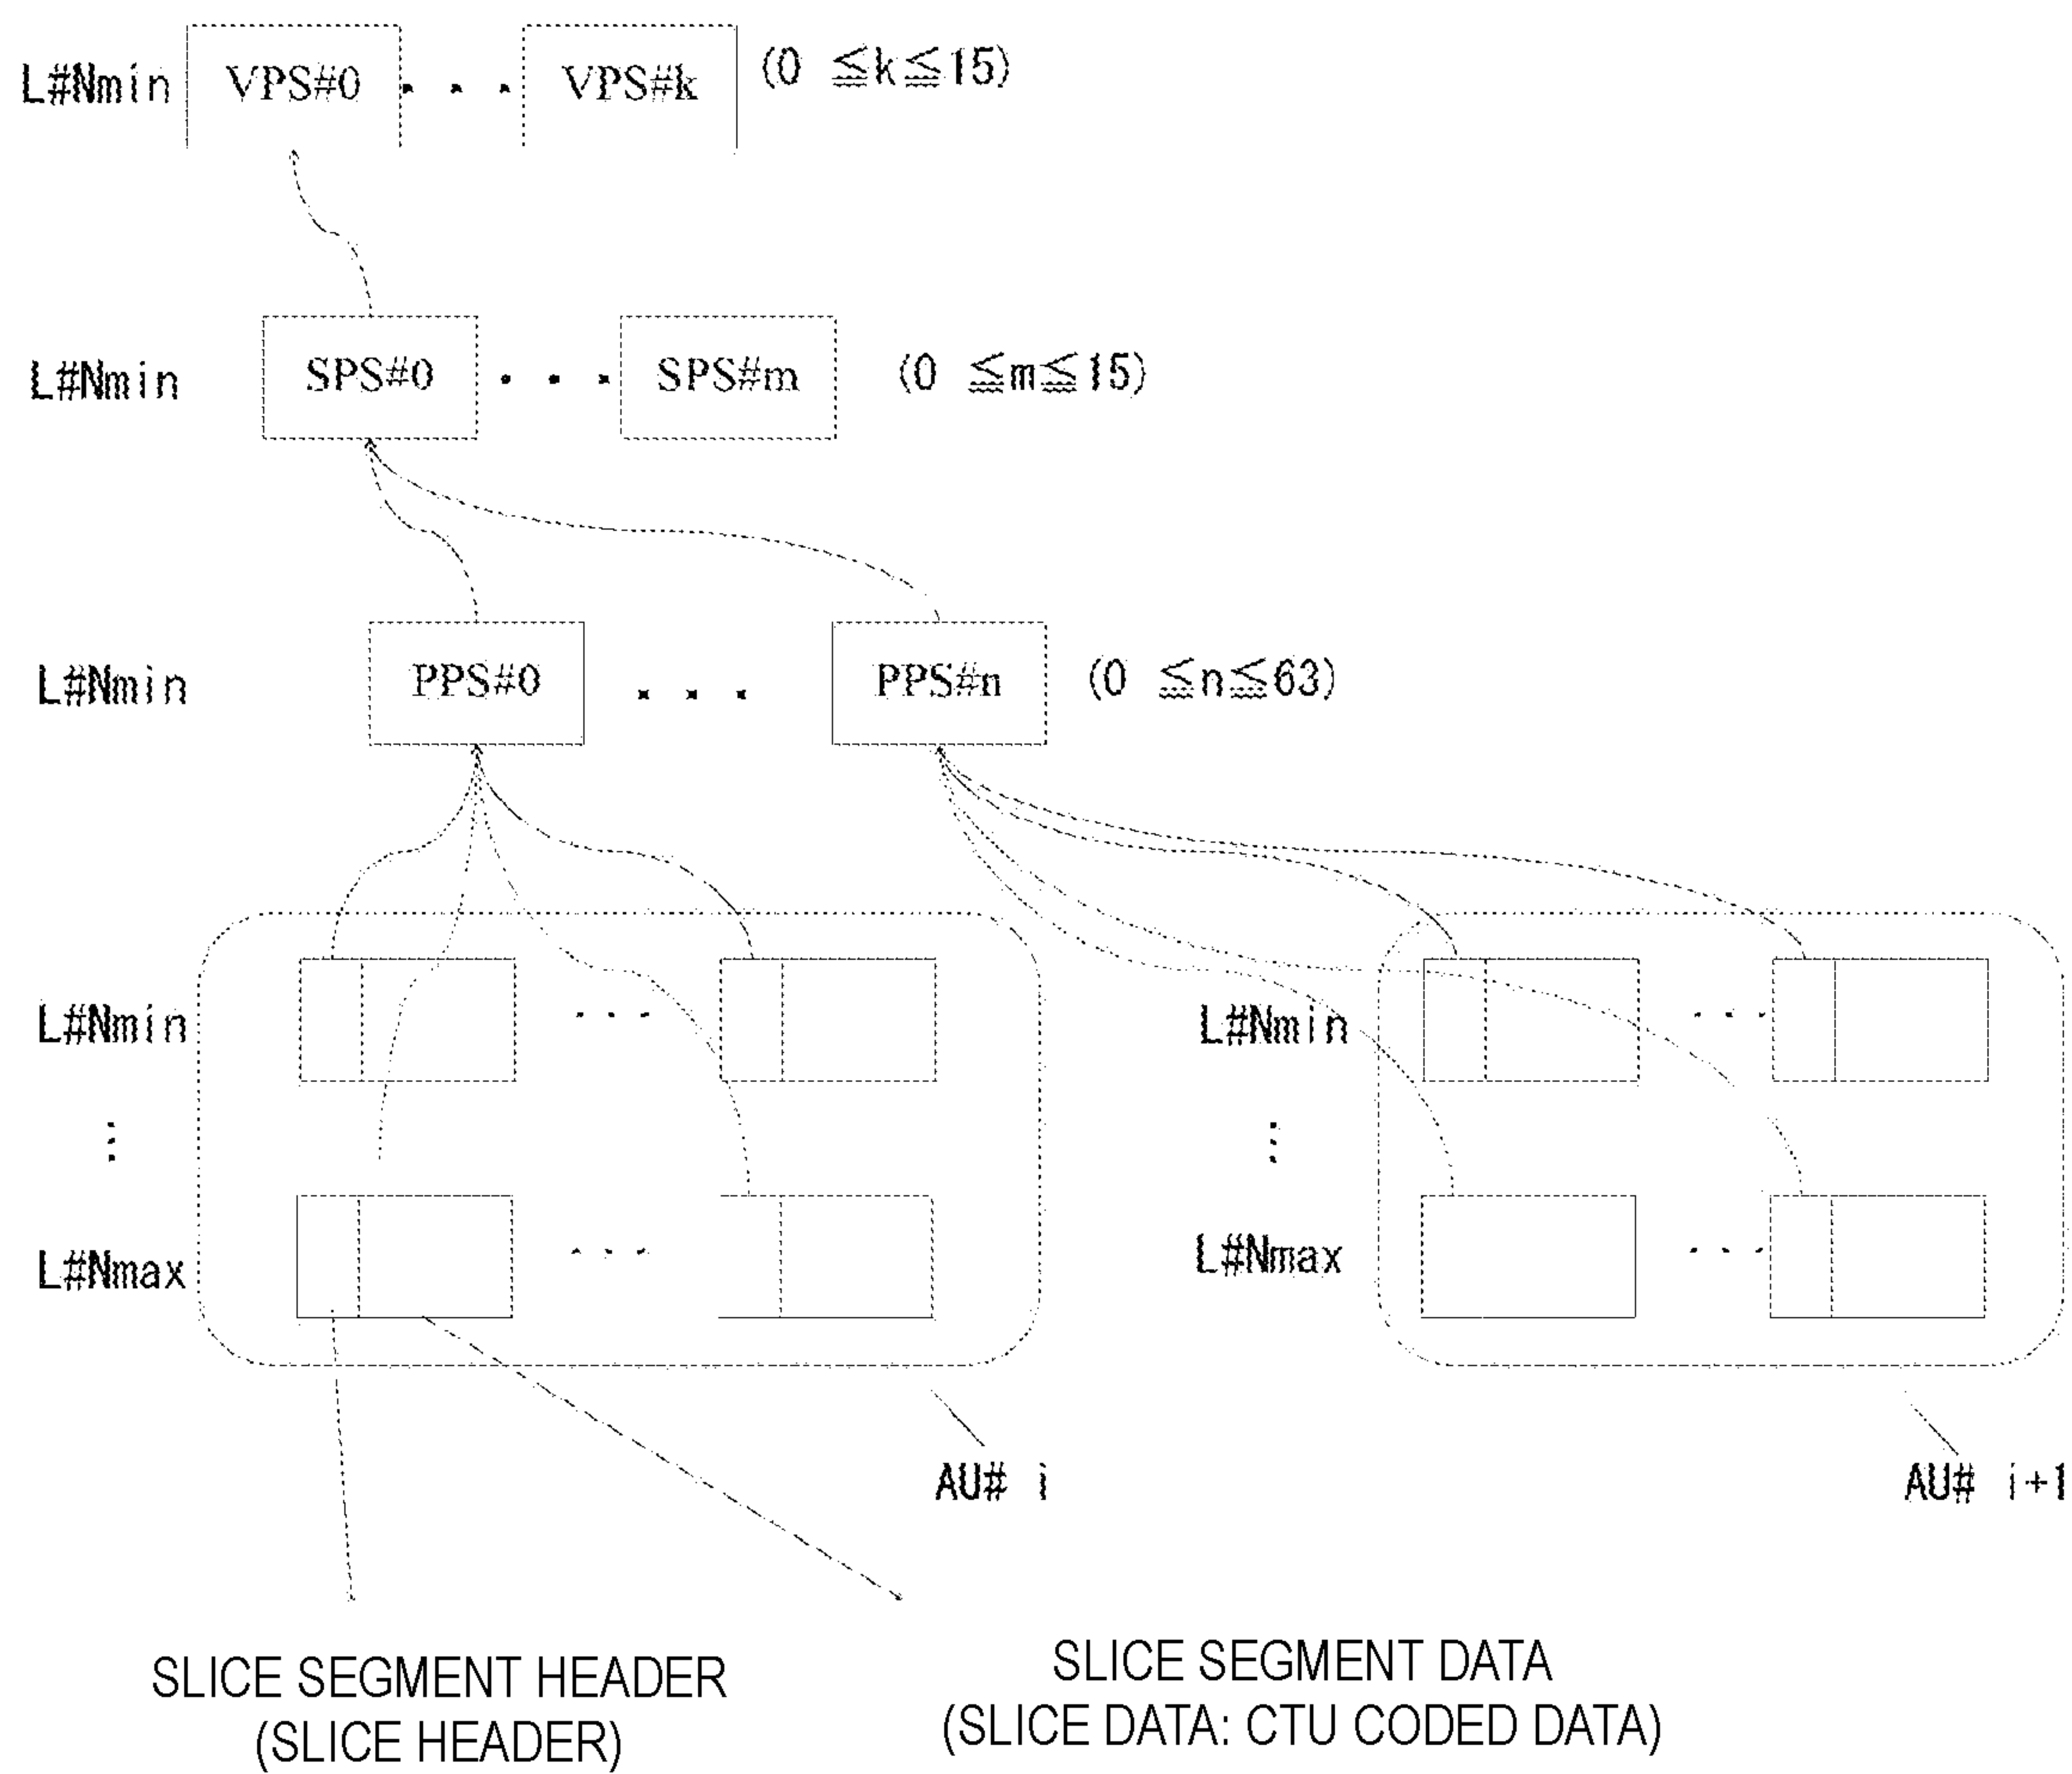 L#Nmin VPS#0 ··· VPS#k (0 ≦k≦15)
L#Nmin SPS#0 ··· SPS#m (0 ≦m≦15)
L#Nmin PPS#0 ··· PPS#n (0 ≦n≦63)
L#Nmin ··· L#Nmin ···
⋮ ⋮
L#Nmax ··· L#Nmax ···
AU# i AU# i+1
SLICE SEGMENT HEADER
(SLICE HEADER)
SLICE SEGMENT DATA
(SLICE DATA: CTU CODED DATA)